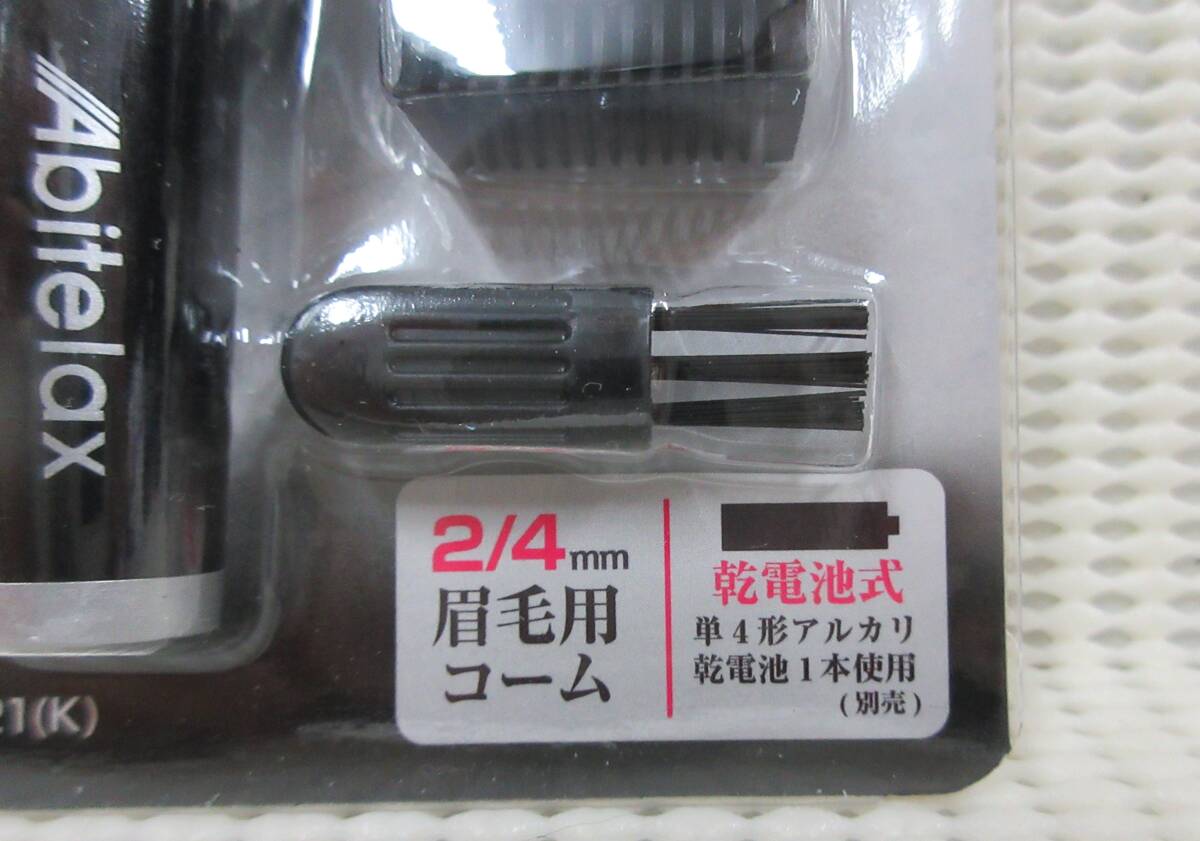 Abitelax
2/4mm
眉毛用
コーム
乾電池式
単4形アルカリ
乾電池1本使用
(別売)
21(K)